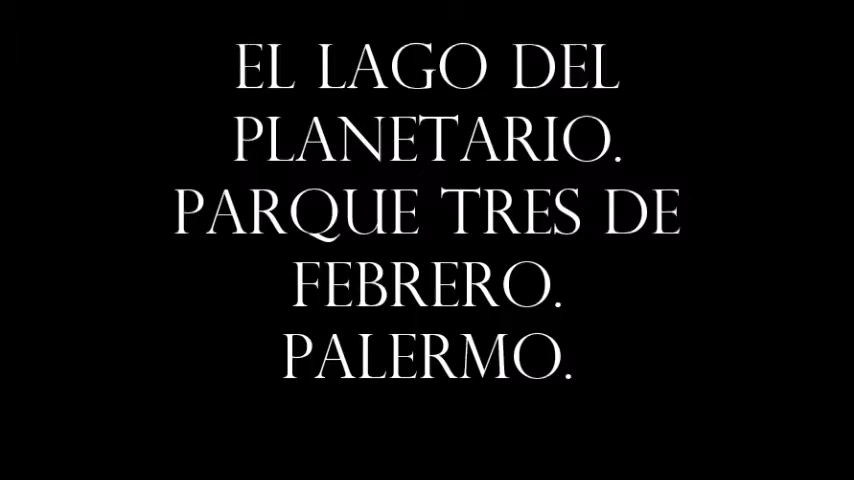 EL LAGO DEL
PLANETARIO.
PARQUE TRES DE
FEBRERO.
PALERMO.